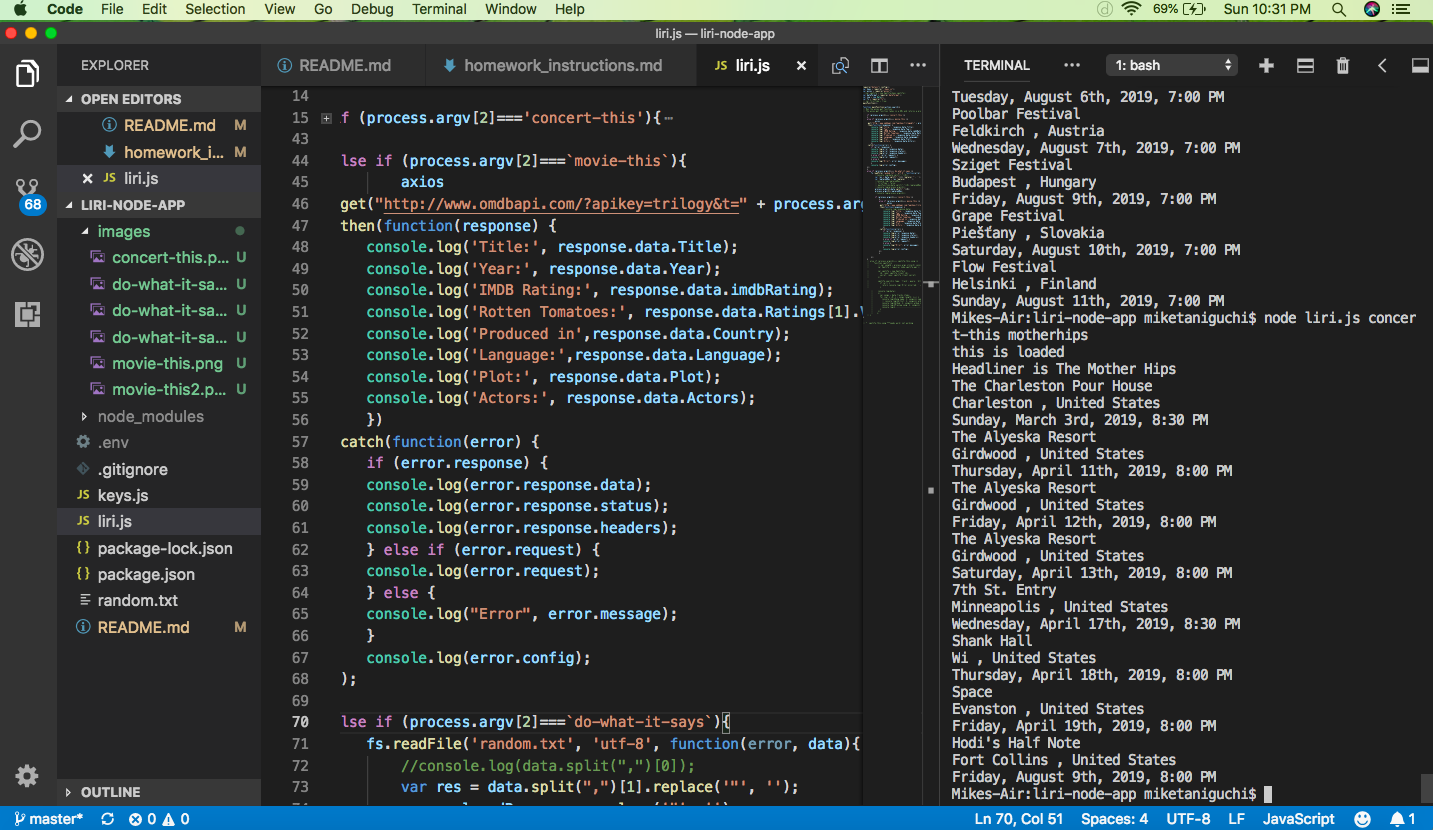 Code File Edit Selection View Go Debug Terminal Window Help 69% Sun 10:31 PM
liri.js — liri-node-app
EXPLORER
OPEN EDITORS
README.md M
homework_i... M
JS liri.js
LIRI-NODE-APP
images
concert-this.p... U
do-what-it-sa... U
do-what-it-sa... U
do-what-it-sa... U
movie-this.png U
movie-this2.p... U
node_modules
.env
.gitignore
JS keys.js
JS liri.js
{} package-lock.json
{} package.json
random.txt
README.md M
OUTLINE
68
README.md homework_instructions.md JS liri.js
14
15 f (process.argv[2]==='concert-this'){
43
44 lse if (process.argv[2]===`movie-this`){
45 axios
46 get("http://www.omdbapi.com/?apikey=trilogy&t=" + process.arg
47 then(function(response) {
48 console.log('Title:', response.data.Title);
49 console.log('Year:', response.data.Year);
50 console.log('IMDB Rating:', response.data.imdbRating);
51 console.log('Rotten Tomatoes:', response.data.Ratings[1].
52 console.log('Produced in',response.data.Country);
53 console.log('Language:',response.data.Language);
54 console.log('Plot:', response.data.Plot);
55 console.log('Actors:', response.data.Actors);
56 })
57 catch(function(error) {
58 if (error.response) {
59 console.log(error.response.data);
60 console.log(error.response.status);
61 console.log(error.response.headers);
62 } else if (error.request) {
63 console.log(error.request);
64 } else {
65 console.log("Error", error.message);
66 }
67 console.log(error.config);
68 );
69
70 lse if (process.argv[2]===`do-what-it-says`){
71 fs.readFile('random.txt', 'utf-8', function(error, data){
72 //console.log(data.split(",")[0]);
73 var res = data.split(",")[1].replace('"', '');
TERMINAL 1: bash
Tuesday, August 6th, 2019, 7:00 PM
Poolbar Festival
Feldkirch , Austria
Wednesday, August 7th, 2019, 7:00 PM
Sziget Festival
Budapest , Hungary
Friday, August 9th, 2019, 7:00 PM
Grape Festival
Piešťany , Slovakia
Saturday, August 10th, 2019, 7:00 PM
Flow Festival
Helsinki , Finland
Sunday, August 11th, 2019, 7:00 PM
Mikes-Air:liri-node-app miketaniguchi$ node liri.js concer
t-this motherhips
this is loaded
Headliner is The Mother Hips
The Charleston Pour House
Charleston , United States
Sunday, March 3rd, 2019, 8:30 PM
The Alyeska Resort
Girdwood , United States
Thursday, April 11th, 2019, 8:00 PM
The Alyeska Resort
Girdwood , United States
Friday, April 12th, 2019, 8:00 PM
The Alyeska Resort
Girdwood , United States
Saturday, April 13th, 2019, 8:00 PM
7th St. Entry
Minneapolis , United States
Wednesday, April 17th, 2019, 8:30 PM
Shank Hall
Wi , United States
Thursday, April 18th, 2019, 8:00 PM
Space
Evanston , United States
Friday, April 19th, 2019, 8:00 PM
Hodi's Half Note
Fort Collins , United States
Friday, August 9th, 2019, 8:00 PM
Mikes-Air:liri-node-app miketaniguchi$
master* 0 0 Ln 70, Col 51 Spaces: 4 UTF-8 LF JavaScript 1